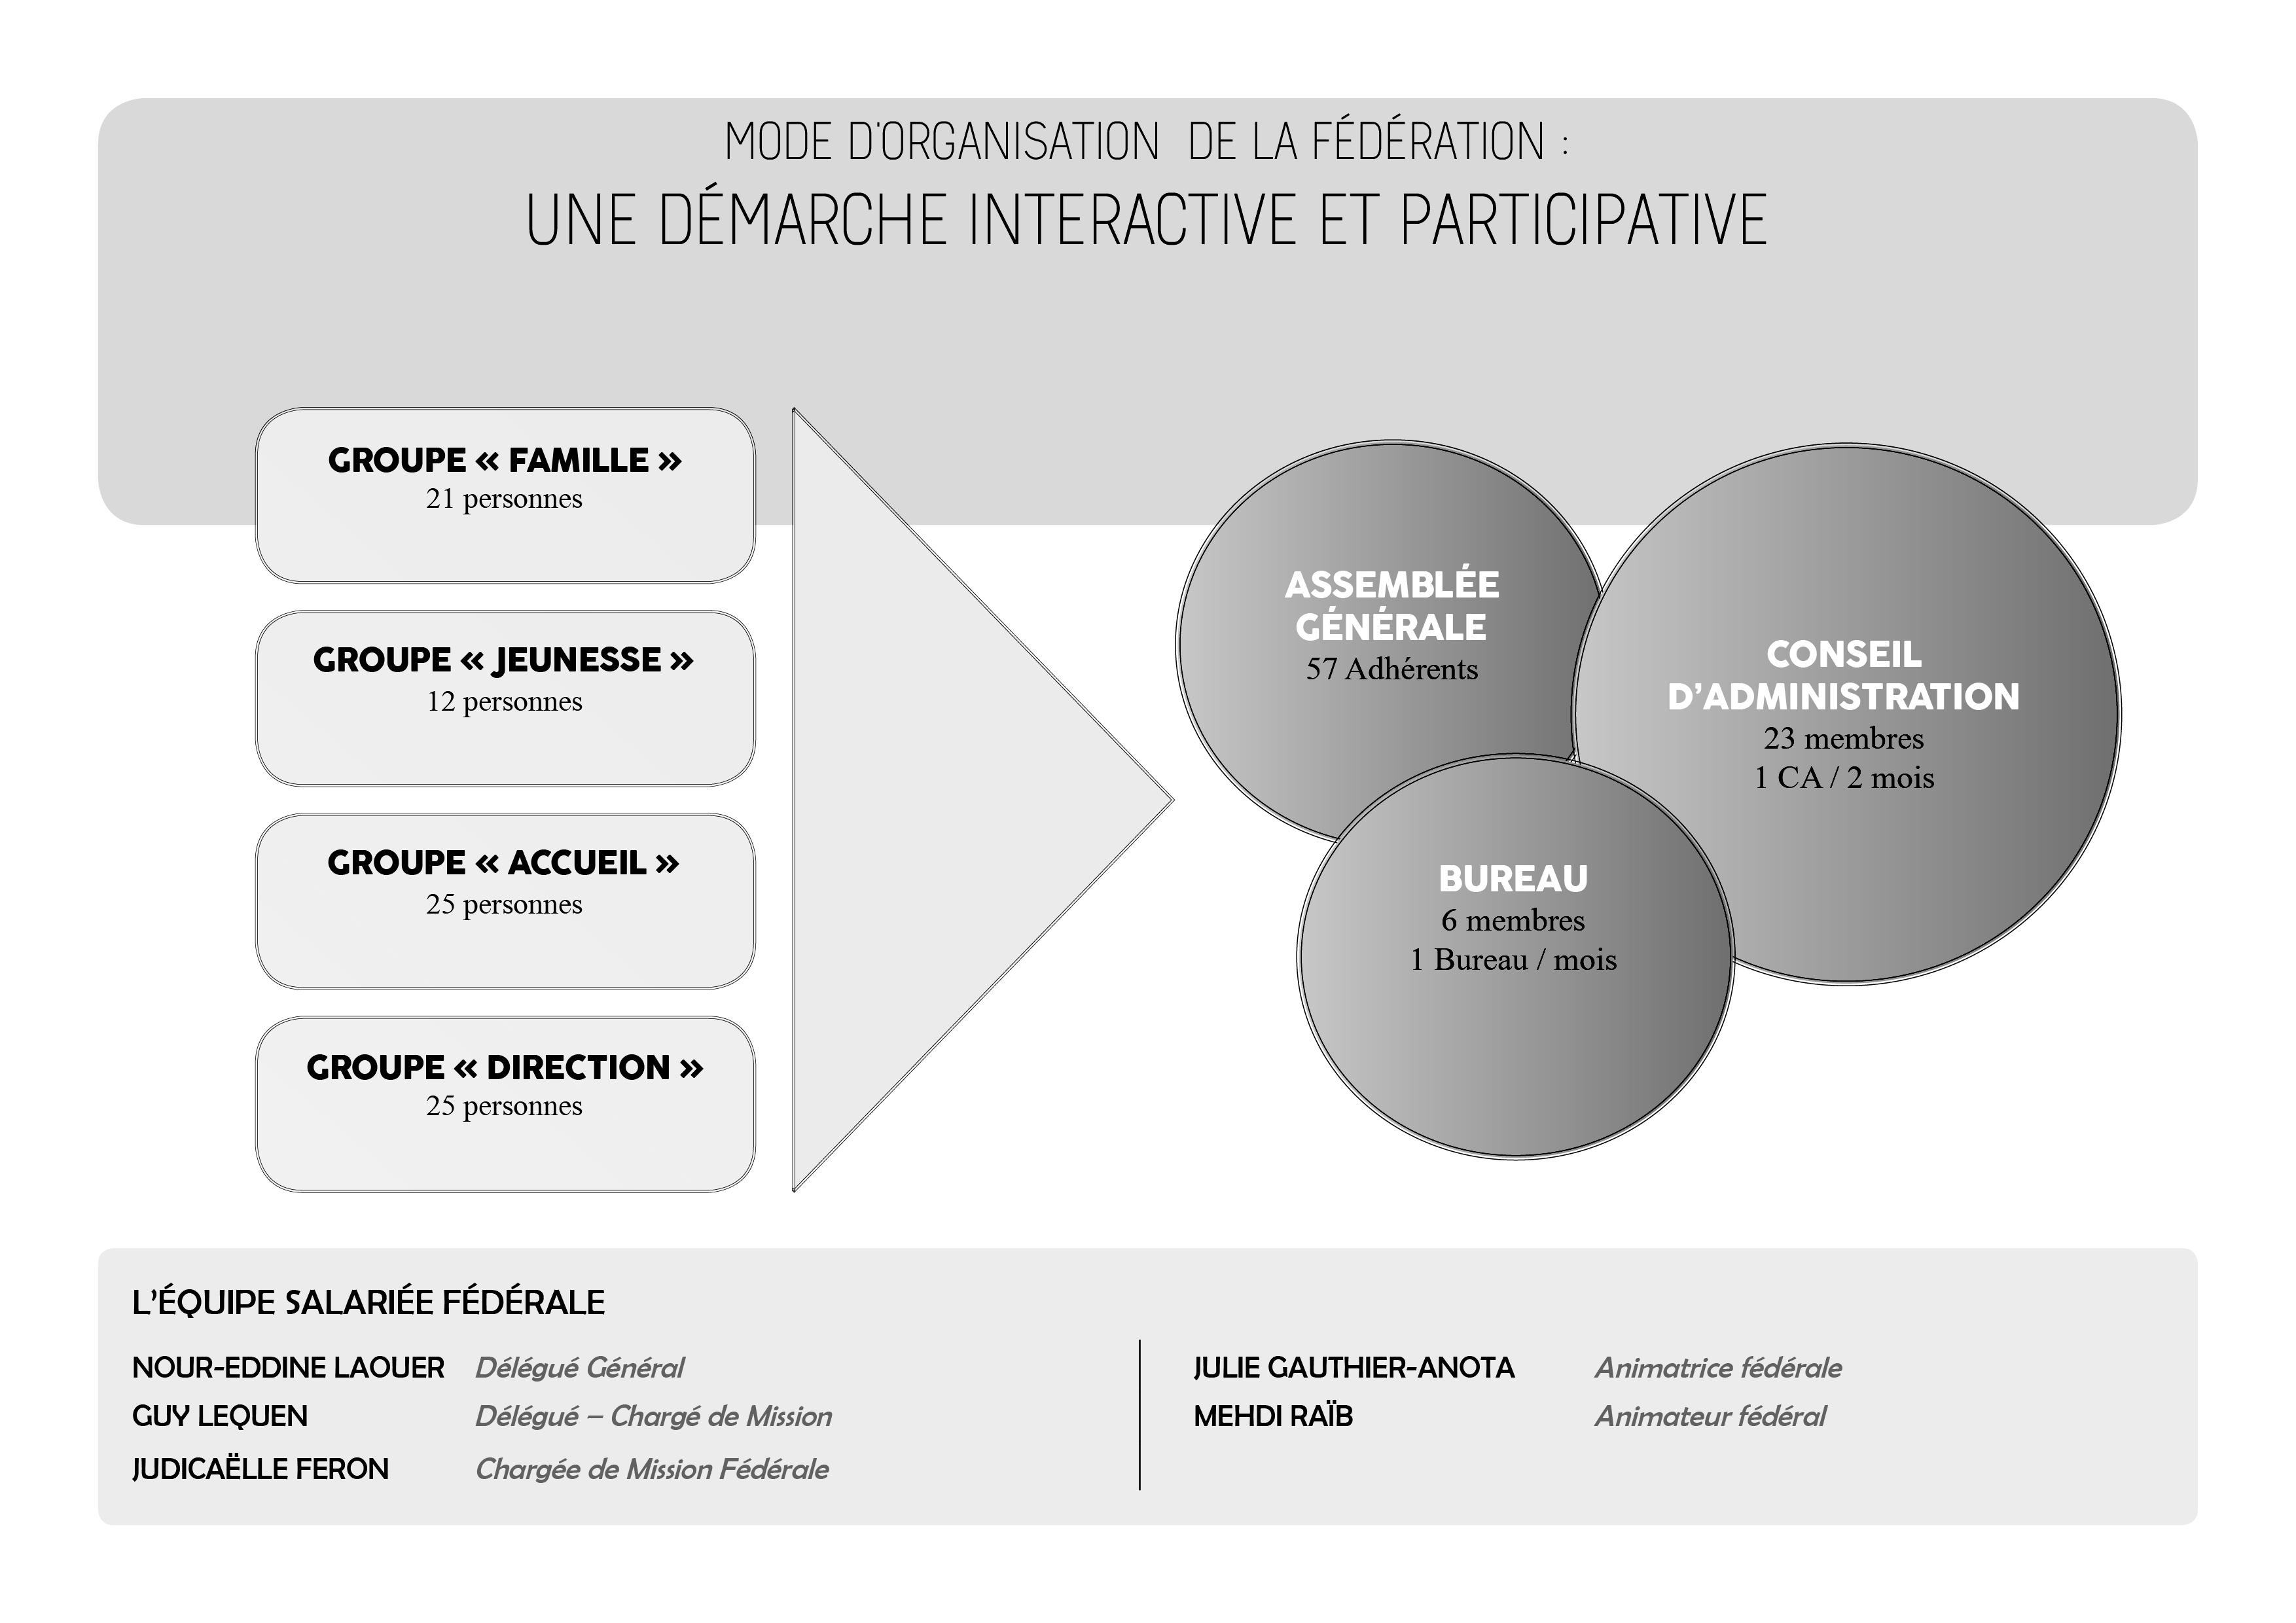 MODE D'ORGANISATION DE LA FÉDÉRATION :
UNE DÉMARCHE INTERACTIVE ET PARTICIPATIVE
GROUPE « FAMILLE »
21 personnes
GROUPE « JEUNESSE »
12 personnes
GROUPE « ACCUEIL »
25 personnes
GROUPE « DIRECTION »
25 personnes
ASSEMBLÉE
GÉNÉRALE
57 Adhérents
CONSEIL
D'ADMINISTRATION
23 membres
1 CA / 2 mois
BUREAU
6 membres
1 Bureau / mois
L'ÉQUIPE SALARIÉE FÉDÉRALE
NOUR-EDDINE LAOUER Délégué Général
GUY LEQUEN Délégué – Chargé de Mission
JUDICAËLLE FERON Chargée de Mission Fédérale
JULIE GAUTHIER-ANOTA Animatrice fédérale
MEHDI RAÏB Animateur fédéral